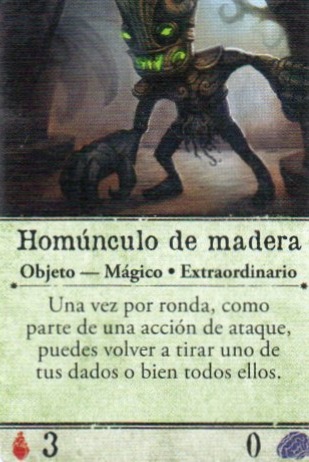 Homúnculo de madera
Objeto — Mágico • Extraordinario
Una vez por ronda, como
parte de una acción de ataque,
puedes volver a tirar uno de
tus dados o bien todos ellos.
3 0